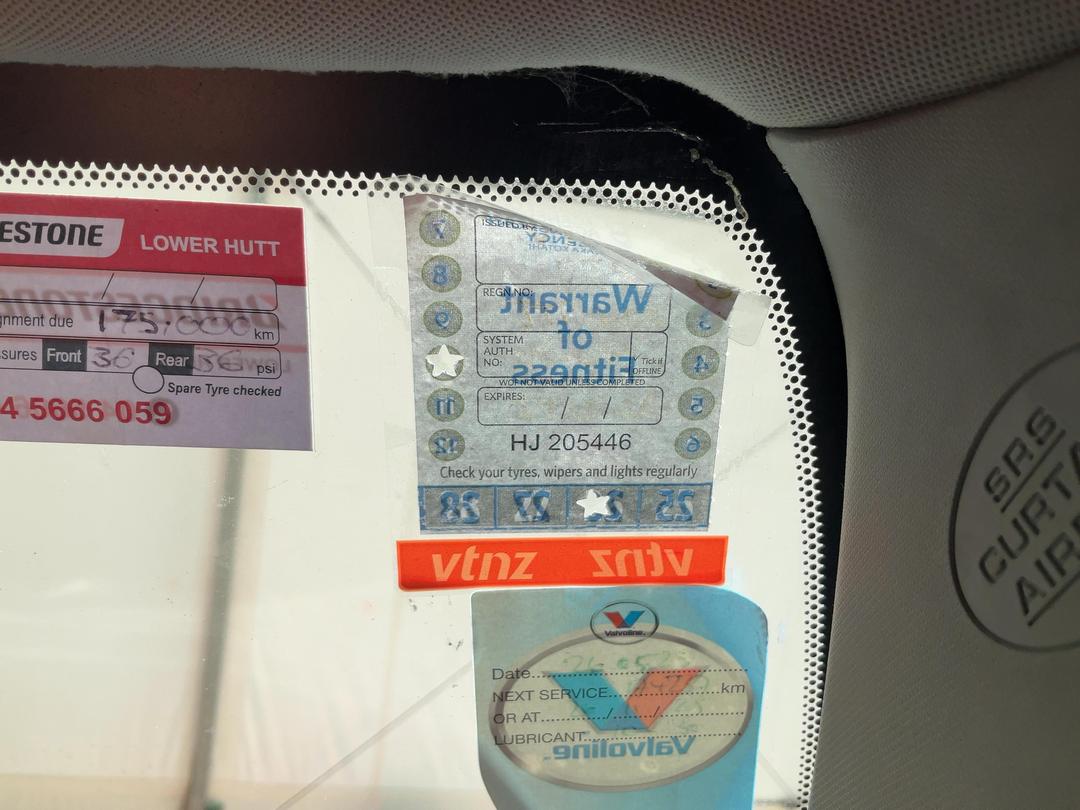 ESTONE LOWER HUTT
/ /
nment due 175,000 km
sures Front 36 Rear 36 psi
Spare Tyre checked
4 5666 059
7
8
9
11
12
3
4
5
6
Warrant
of
Fitness
REGN.NO:
SYSTEM
AUTH
NO:
✓ Tick if
OFFLINE
WOF NOT VALID UNLESS COMPLETED
EXPIRES: / /
HJ 205446
Check your tyres, wipers and lights regularly
28 27 25
vtnz vtnz
Valvoline
Date
NEXT SERVICE km
OR AT / /
LUBRICANT
Valvoline
SRS
CURTA
AIR